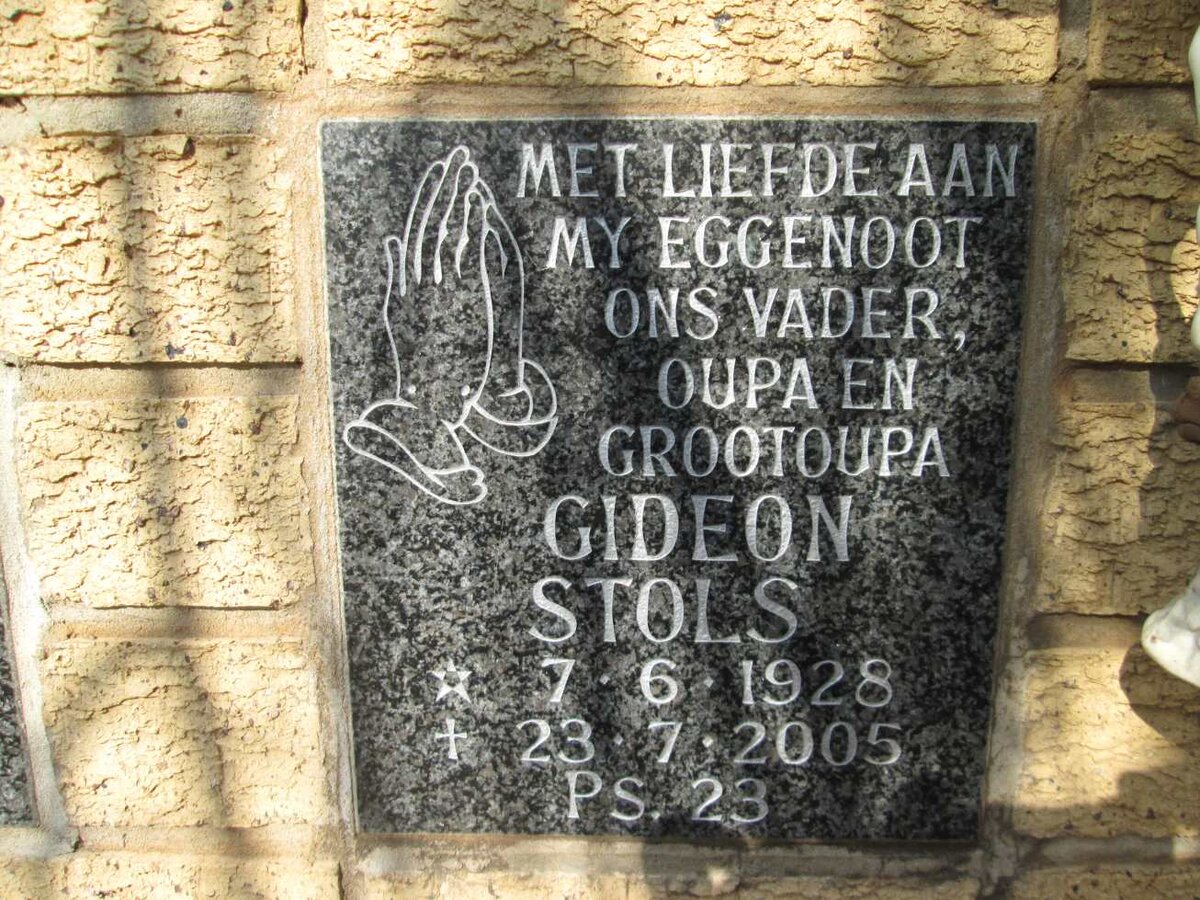 MET LIEFDE AAN
MY EGGENOOT
ONS VADER,
OUPA EN
GROOTOUPA
GIDEON
STOLS
7·6·1928
23·7·2005
Ps. 23